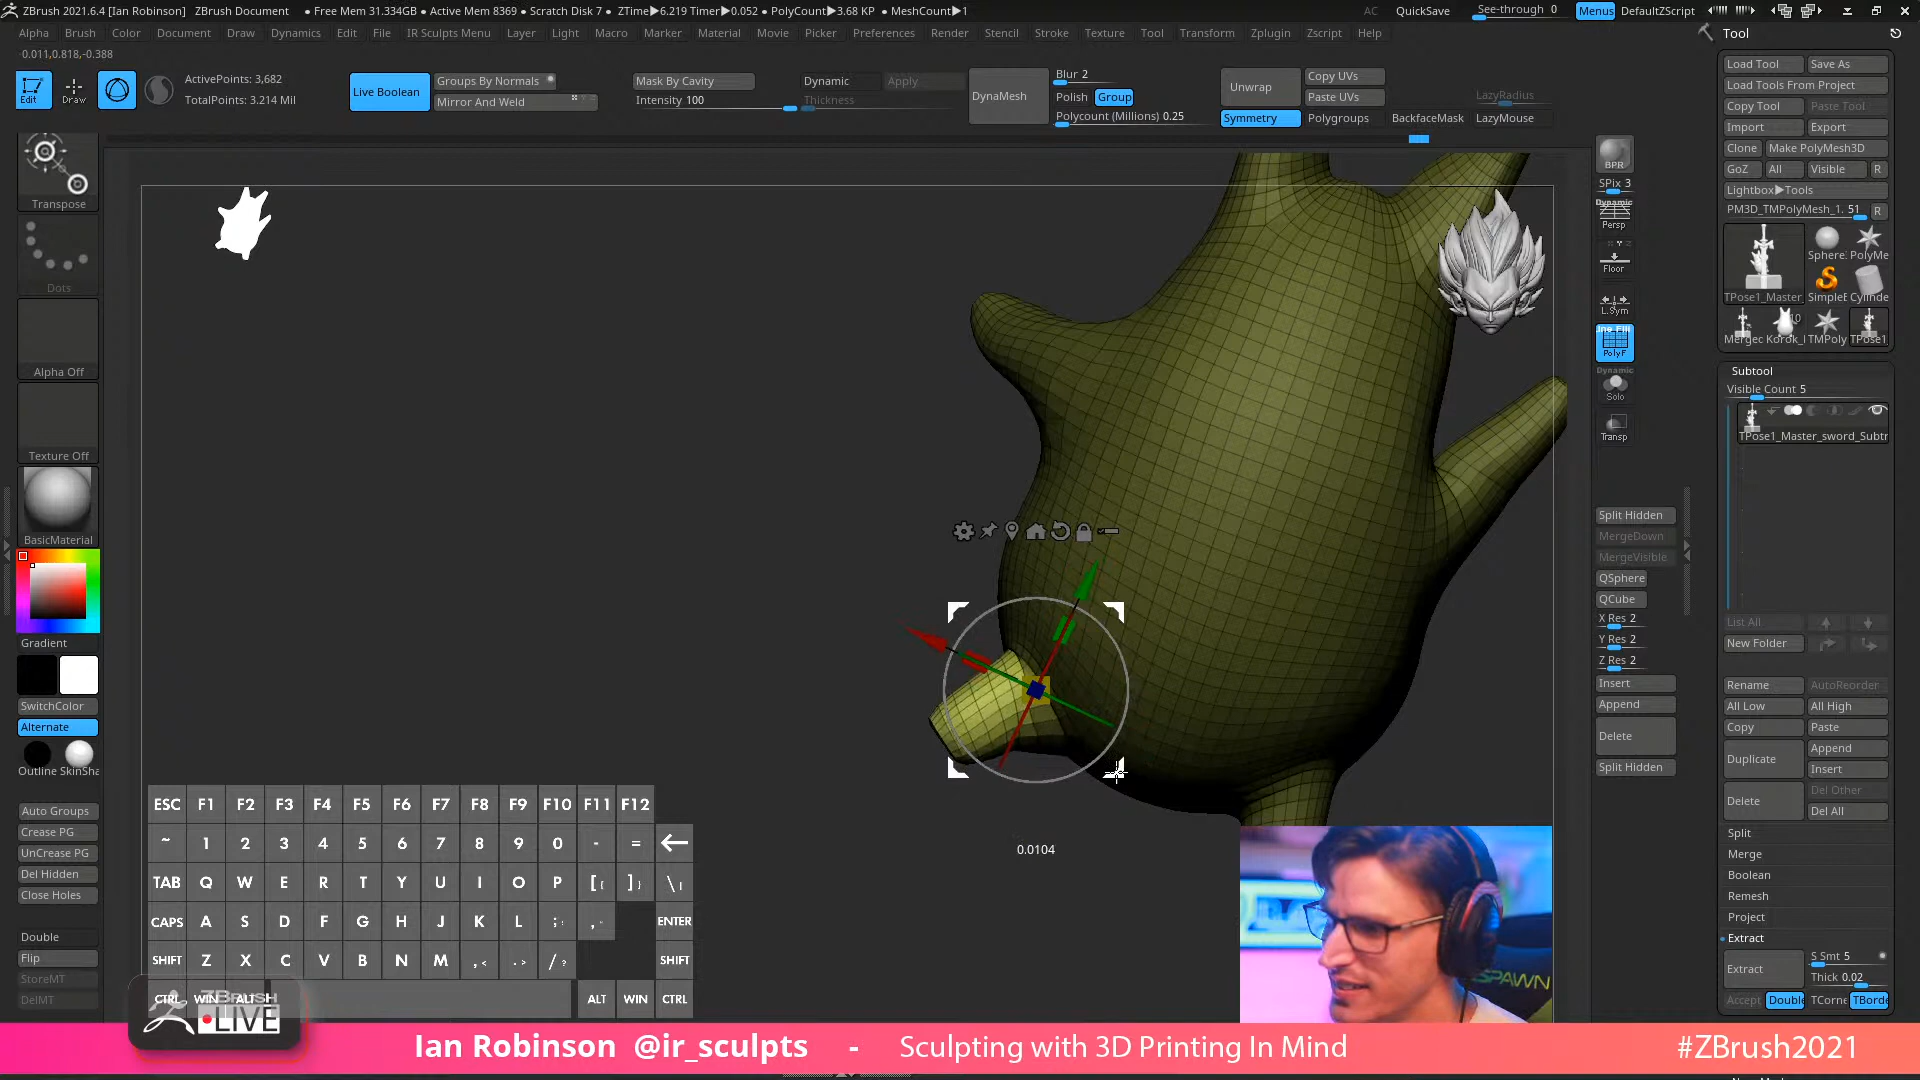 ZBrush 2021.6.4 [Ian Robinson] ZBrush Document • Free Mem 31.334GB • Active Mem 8369 • Scratch Disk 7 • ZTime▶6.219 Timer▶0.052 • PolyCount▶3.68 KP • MeshCount▶1 AC QuickSave See-through 0 Menus DefaultZScript
Alpha Brush Color Document Draw Dynamics Edit File IR Sculpts Menu Layer Light Macro Marker Material Movie Picker Preferences Render Stencil Stroke Texture Tool Transform Zplugin Zscript Help
-0.011,0.818,-0.388
Edit Draw
ActivePoints: 3,682
TotalPoints: 3.214 Mil
Live Boolean
Groups By Normals
Mirror And Weld
Mask By Cavity
Intensity 100
Dynamic Apply
Thickness
DynaMesh
Blur 2
Polish Group
Polycount (Millions) 0.25
Unwrap Copy UVs
Paste UVs
Symmetry Polygroups BackfaceMask LazyMouse
LazyRadius
Transpose
Dots
Alpha Off
Texture Off
BasicMaterial
Gradient
SwitchColor
Alternate
Outline SkinSha
Auto Groups
Crease PG
UnCrease PG
Del Hidden
Close Holes
Double
Flip
StoreMT
DelMT
0.0104
ESC F1 F2 F3 F4 F5 F6 F7 F8 F9 F10 F11 F12
~ 1 2 3 4 5 6 7 8 9 0 - =
TAB Q W E R T Y U I O P [{ ]} \|
CAPS A S D F G H J K L ;: ENTER
SHIFT Z X C V B N M ,< .> /? SHIFT
CTRL WIN ALT ALT WIN CTRL
ZBRUSH
LIVE
SPAWN
BPR
SPix 3
Dynamic
Persp
Floor
L.Sym
Line Fill
PolyF
Dynamic
Solo
Transp
Split Hidden
MergeDown
MergeVisible
QSphere
QCube
X Res 2
Y Res 2
Z Res 2
Insert
Append
Delete
Split Hidden
Tool
Load Tool Save As
Load Tools From Project
Copy Tool Paste Tool
Import Export
Clone Make PolyMesh3D
GoZ All Visible R
Lightbox▶Tools
PM3D_TMPolyMesh_1. 51 R
Sphere. PolyMe
TPose1_Master SimpleB Cylinde
10
Mergec Korok_l TMPoly TPose1
Subtool
Visible Count 5
TPose1_Master_sword_Subtr
List All
New Folder
Rename AutoReorder
All Low All High
Copy Paste
Duplicate Append
Insert
Delete Del Other
Del All
Split
Merge
Boolean
Remesh
Project
Extract
Extract S Smt 5
Thick 0.02
Accept Double TCorne TBorde
Ian Robinson @ir_sculpts - Sculpting with 3D Printing In Mind #ZBrush2021